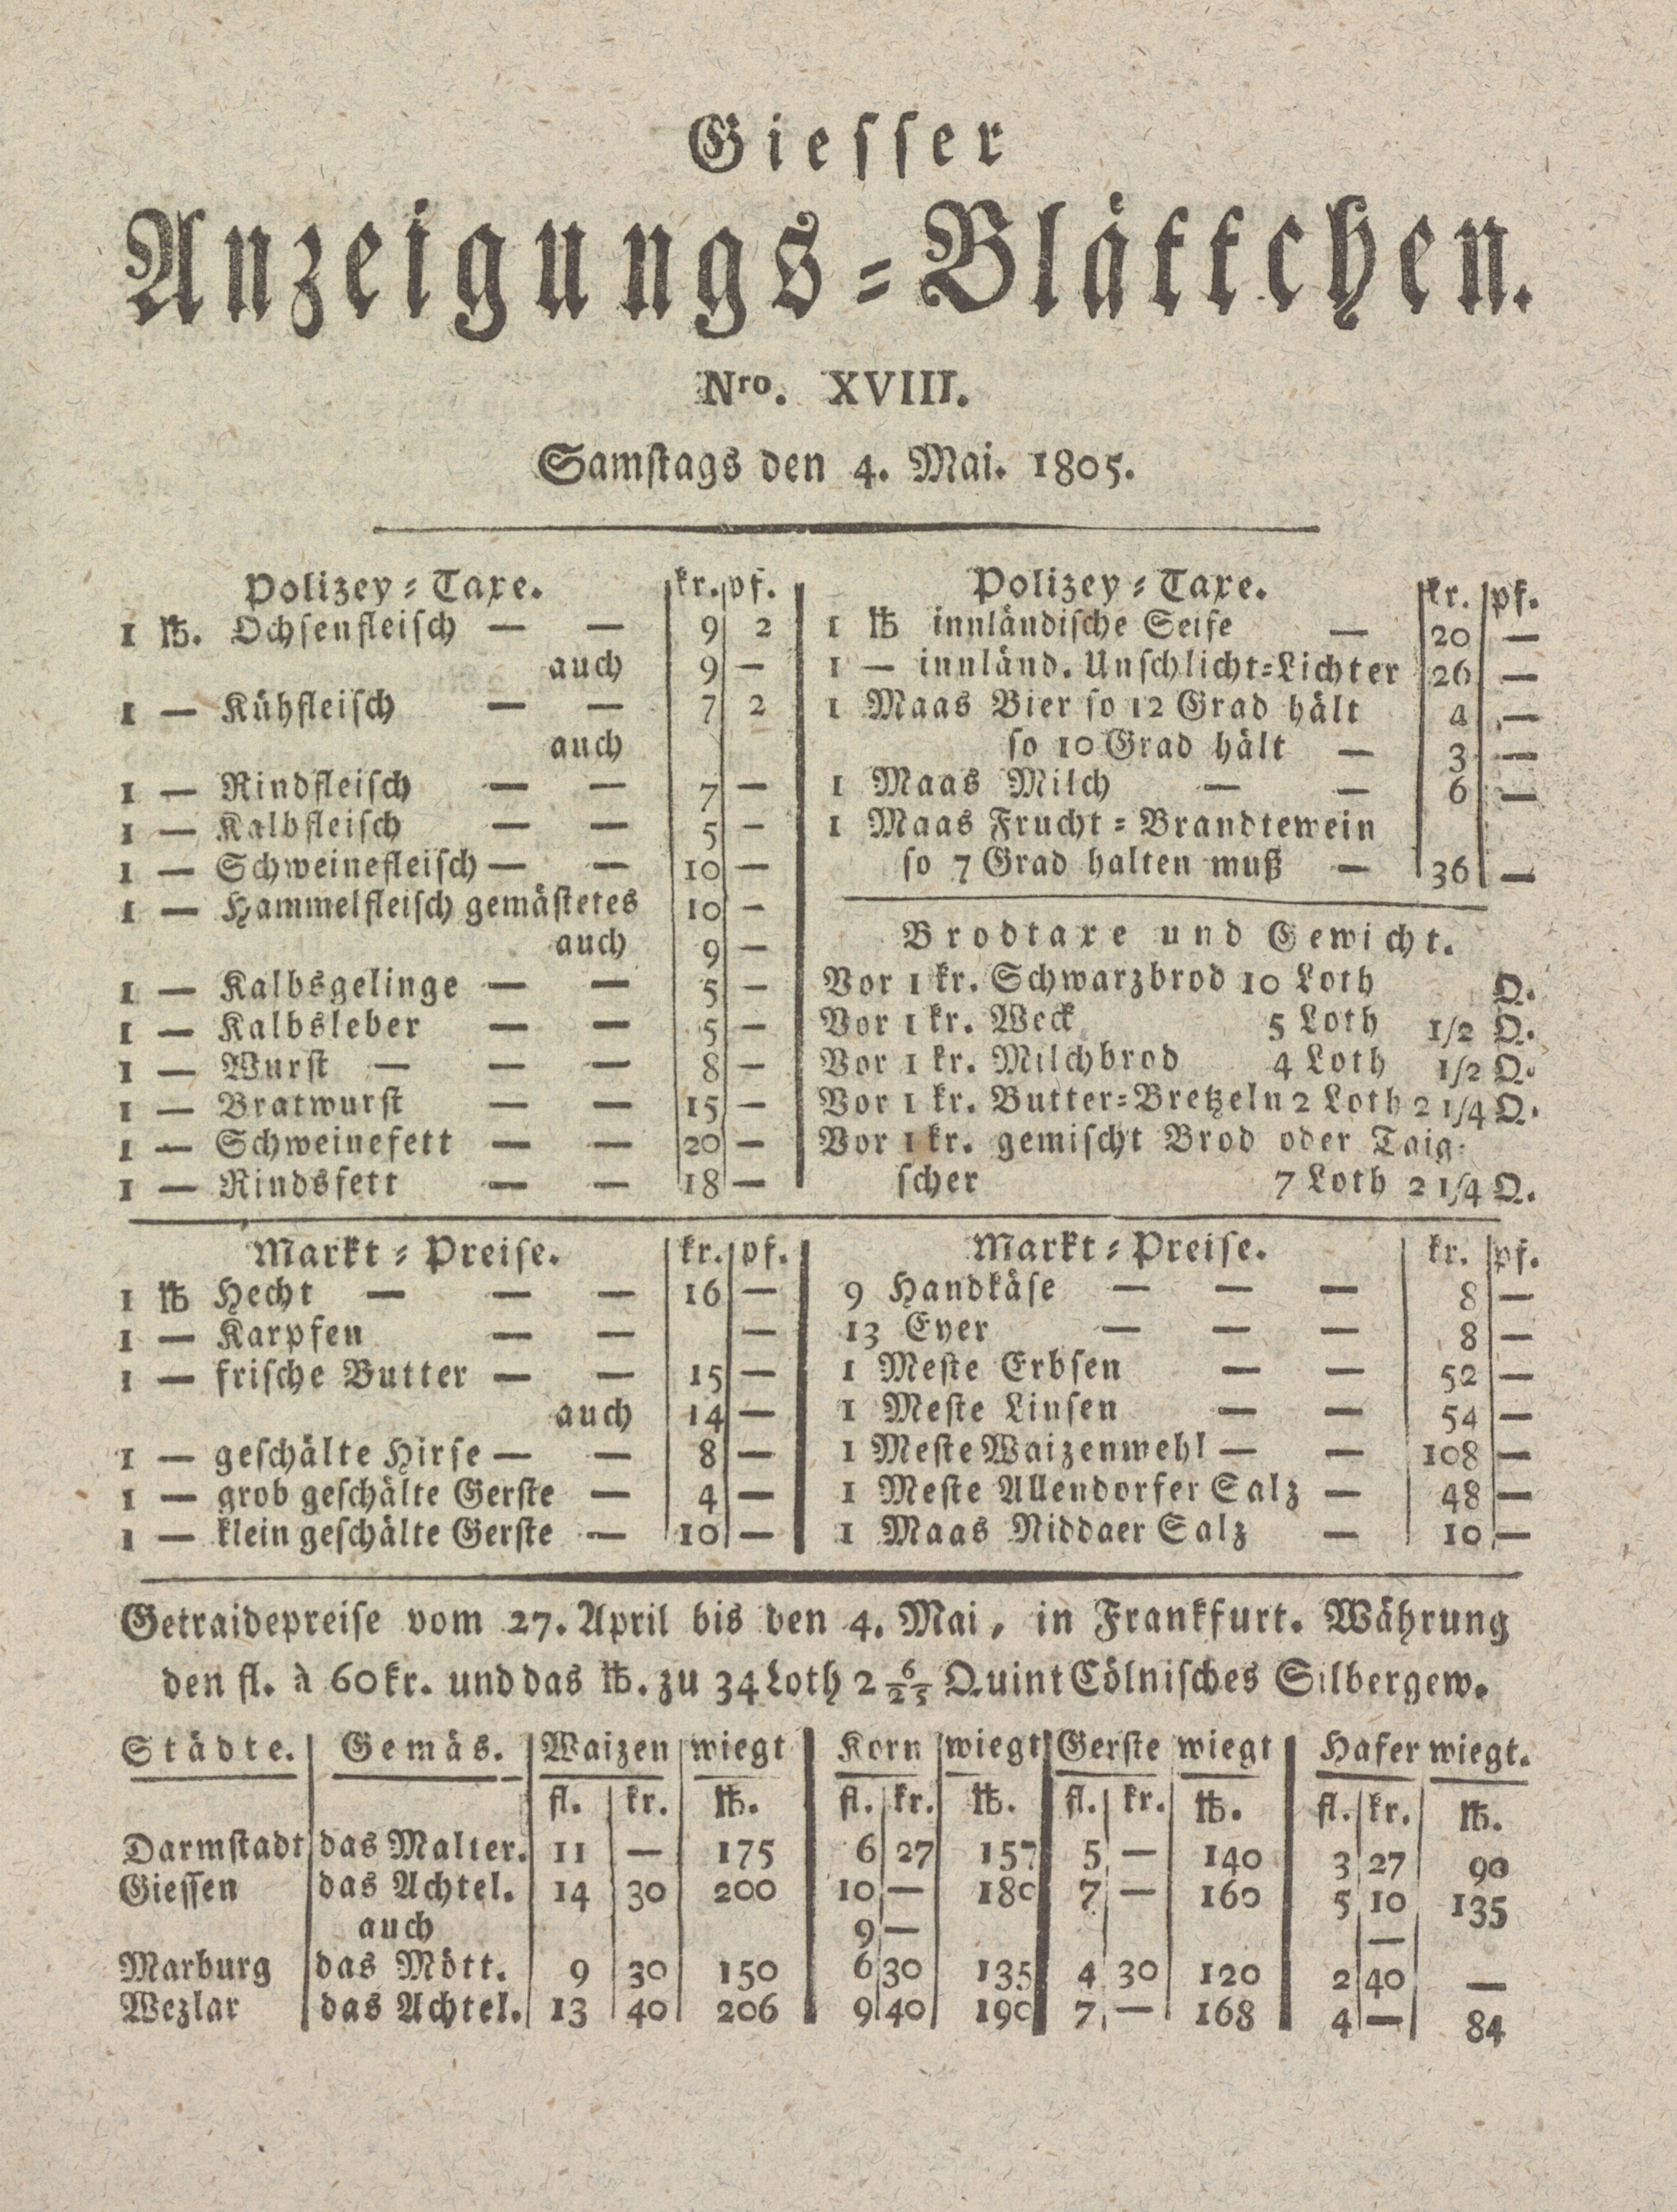 Giesser
Anzeigungs-Blättchen.
Nro. XVIII.
Samstags den 4. Mai. 1805.
Polizey-Taxe. kr. pf.
1 ℔. Ochsenfleisch — — 9 2
auch 9 —
1 — Kühfleisch — — 7 2
auch
1 — Rindfleisch — — 7 —
1 — Kalbfleisch — — 5 —
1 — Schweinefleisch — — 10 —
1 — Hammelfleisch gemästetes 10 —
auch 9 —
1 — Kalbsgelinge — — 5 —
1 — Kalbsleber — — 5 —
1 — Wurst — — — 8 —
1 — Bratwurst — — 15 —
1 — Schweinefett — — 20 —
1 — Rindsfett — — 18 —
Polizey-Taxe. kr. pf.
1 ℔ innländische Seife — 20 —
1 — innländ. Unschlicht-Lichter 26 —
1 Maas Bier so 12 Grad hält 4 —
so 10 Grad hält — 3 —
1 Maas Milch — — 6 —
1 Maas Frucht-Brandtewein
so 7 Grad halten muß — 36 —
Brodtaxe und Gewicht.
Vor 1 kr. Schwarzbrod 10 Loth Q.
Vor 1 kr. Weck 5 Loth 1/2 Q.
Vor 1 kr. Milchbrod 4 Loth 1/2 Q.
Vor 1 kr. Butter-Bretzeln 2 Loth 2 1/4 Q.
Vor 1 kr. gemischt Brod oder Taig-
scher 7 Loth 2 1/4 Q.
Markt-Preise. kr. pf.
1 ℔ Hecht — — — 16 —
1 — Karpfen — — —
1 — frische Butter — — 15 —
auch 14 —
1 — geschälte Hirse — — 8 —
1 — grob geschälte Gerste — 4 —
1 — klein geschälte Gerste — 10 —
Markt-Preise. kr. pf.
9 Handkäse — — — 8 —
13 Eyer — — — 8 —
1 Meste Erbsen — — 52 —
1 Meste Linsen — — 54 —
1 Meste Waizenwehl — — 108 —
1 Meste Allendorfer Salz — 48 —
1 Maas Niddaer Salz — 10 —
Getraidepreise vom 27. April bis den 4. Mai, in Frankfurt. Währung
den fl. à 60 kr. und das ℔. zu 34 Loth 2 6/25 Quint Cölnisches Silbergew.
Städte. Gemäs. Waizen wiegt Korn wiegt Gerste wiegt Hafer wiegt.
fl. kr. ℔. fl. kr. ℔. fl. kr. ℔. fl. kr. ℔.
Darmstadt das Malter. 11 — 175 6 27 157 5 — 140 3 27 90
Giessen das Achtel. 14 30 200 10 — 180 7 — 160 5 10 135
auch 9 — —
Marburg das Mött. 9 30 150 6 30 135 4 30 120 2 40 —
Wezlar das Achtel. 13 40 206 9 40 190 7 — 168 4 — 84